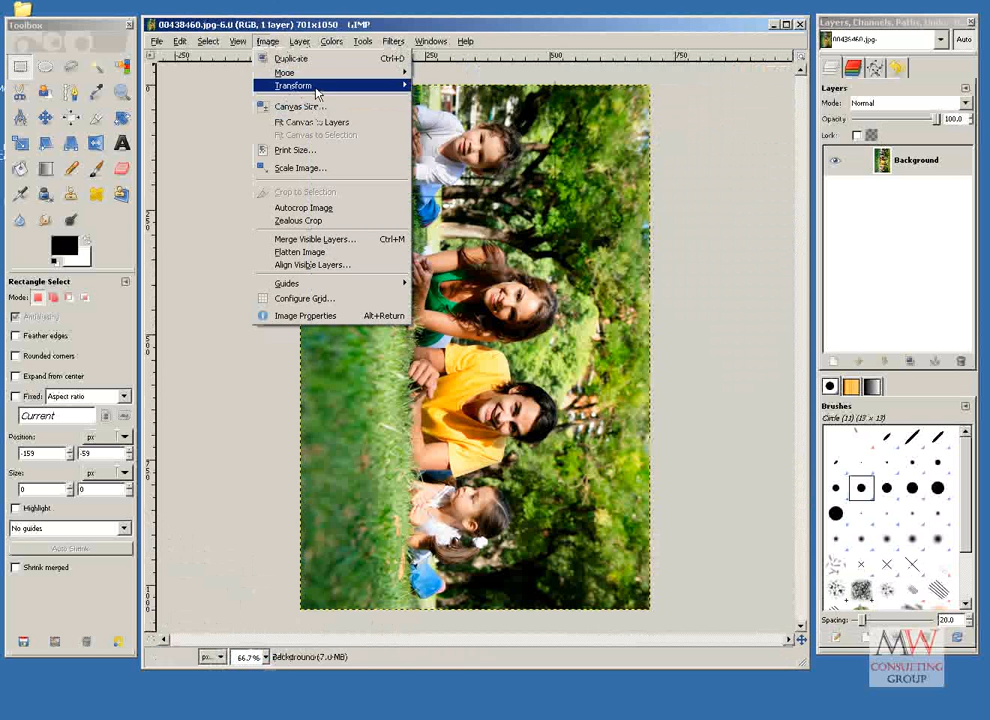 Toolbox
00438460.jpg-6.0 (RGB, 1 layer) 701x1050 – GIMP
Layers, Channels, Paths, Undo...
File Edit Select View Image Layer Colors Tools Filters Windows Help
00438460.jpg-
Auto
Duplicate Ctrl+D
Mode
Transform
Canvas Size...
Fit Canvas to Layers
Fit Canvas to Selection
Print Size...
Scale Image...
Crop to Selection
Autocrop Image
Zealous Crop
Merge Visible Layers... Ctrl+M
Flatten Image
Align Visible Layers...
Guides
Configure Grid...
Image Properties Alt+Return
-250
250
500
750
Layers
Mode: Normal
Opacity 100.0
Lock:
Background
Rectangle Select
Mode:
Antialiasing
Feather edges
Rounded corners
Expand from center
Fixed: Aspect ratio
Current
Position: px
-159 -59
Size: px
0 0
Highlight
No guides
Auto Shrink
Shrink merged
Brushes
Circle (11) (13 × 13)
Spacing: 20.0
px 66.7% Background (7.0 MB)
MW
CONSULTING
GROUP